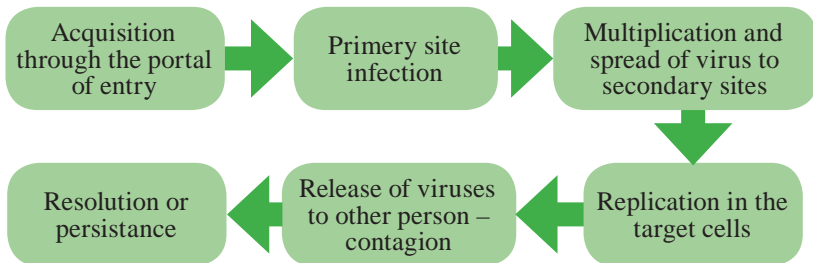 Acquisition
through the portal
of entry
Primery site
infection
Multiplication and
spread of virus to
secondary sites
Replication in the
target cells
Release of viruses
to other person –
contagion
Resolution or
persistance